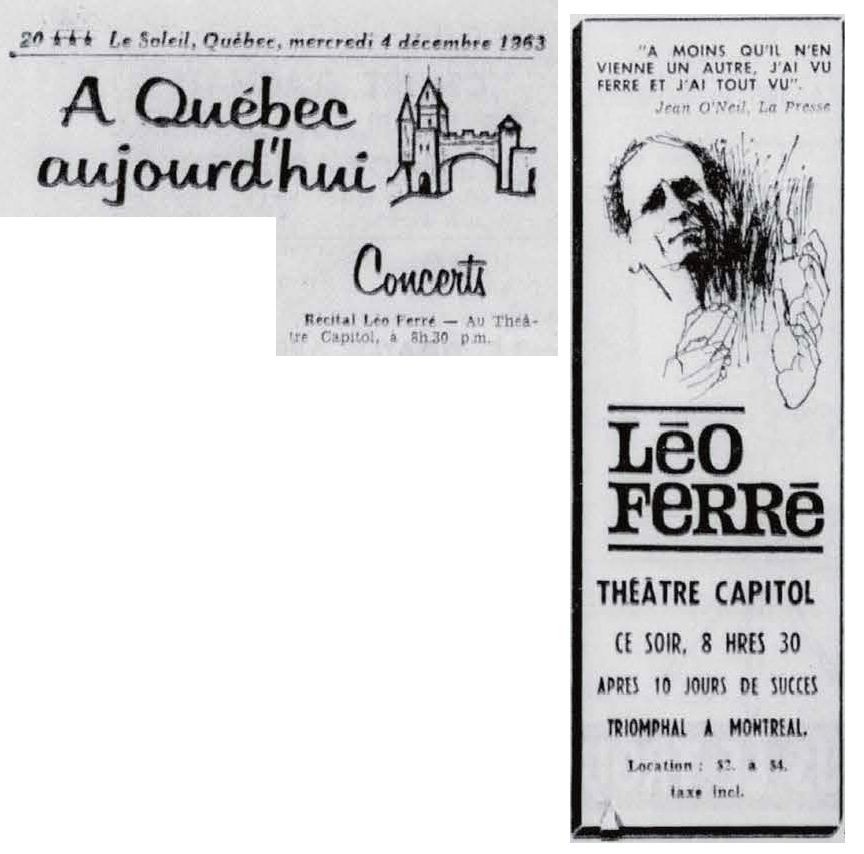 20 ★★★ Le Soleil, Québec, mercredi 4 décembre 1963
A Québec
aujourd'hui
Concerts
Récital Léo Ferré — Au Théâ-
tre Capitol, à 8h.30 p.m.
"A MOINS QU'IL N'EN
VIENNE UN AUTRE, J'AI VU
FERRE ET J'AI TOUT VU".
Jean O'Neil, La Presse
LÉO
FERRÉ
THÉÂTRE CAPITOL
CE SOIR, 8 HRES 30
APRES 10 JOURS DE SUCCES
TRIOMPHAL A MONTREAL.
Location : $2. à $4.
taxe incl.